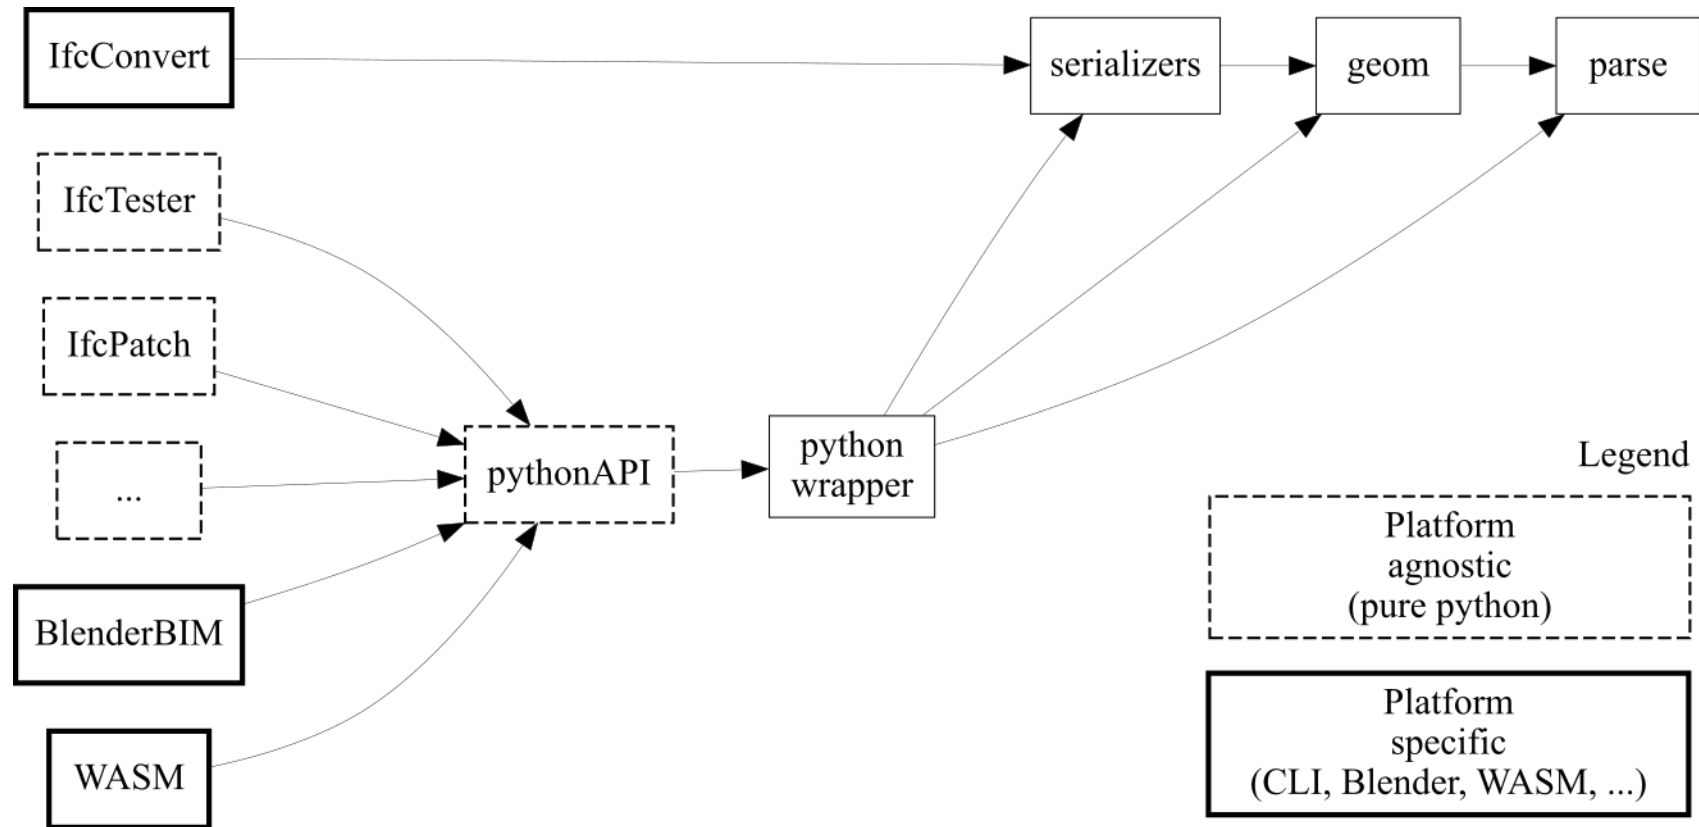 IfcConvert
serializers
geom
parse
IfcTester
IfcPatch
...
pythonAPI
python
wrapper
BlenderBIM
WASM
Legend
Platform
agnostic
(pure python)
Platform
specific
(CLI, Blender, WASM, ...)